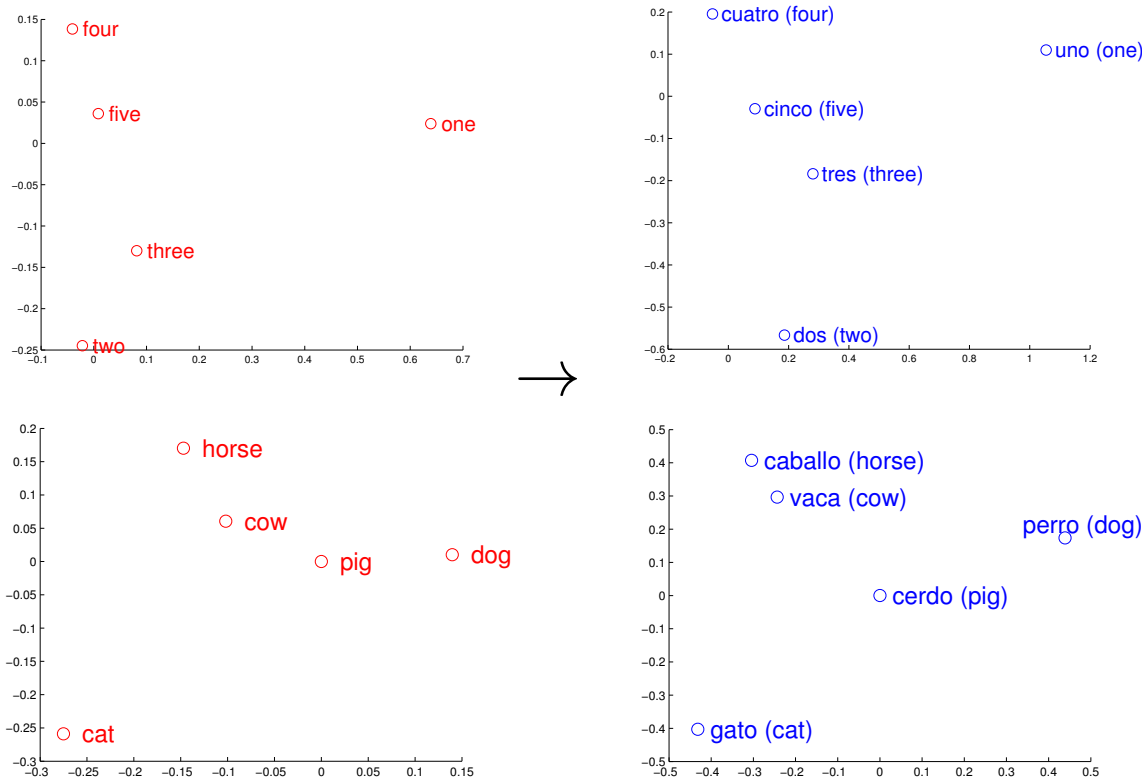 0.15
four
0.1
0.05
five
one
0
−0.05
−0.1
three
−0.15
−0.2
two
−0.25
−0.1 0 0.1 0.2 0.3 0.4 0.5 0.6 0.7
0.2
cuatro (four)
uno (one)
0.1
0
cinco (five)
−0.1
tres (three)
−0.2
−0.3
−0.4
−0.5
dos (two)
−0.6
−0.2 0 0.2 0.4 0.6 0.8 1 1.2
→
0.2
horse
0.15
0.1
cow
0.05
pig
dog
0
−0.05
−0.1
−0.15
−0.2
−0.25
cat
−0.3
−0.3 −0.25 −0.2 −0.15 −0.1 −0.05 0 0.05 0.1 0.15
0.5
caballo (horse)
0.4
vaca (cow)
0.3
perro (dog)
0.2
0.1
cerdo (pig)
0
−0.1
−0.2
−0.3
gato (cat)
−0.4
−0.5
−0.5 −0.4 −0.3 −0.2 −0.1 0 0.1 0.2 0.3 0.4 0.5